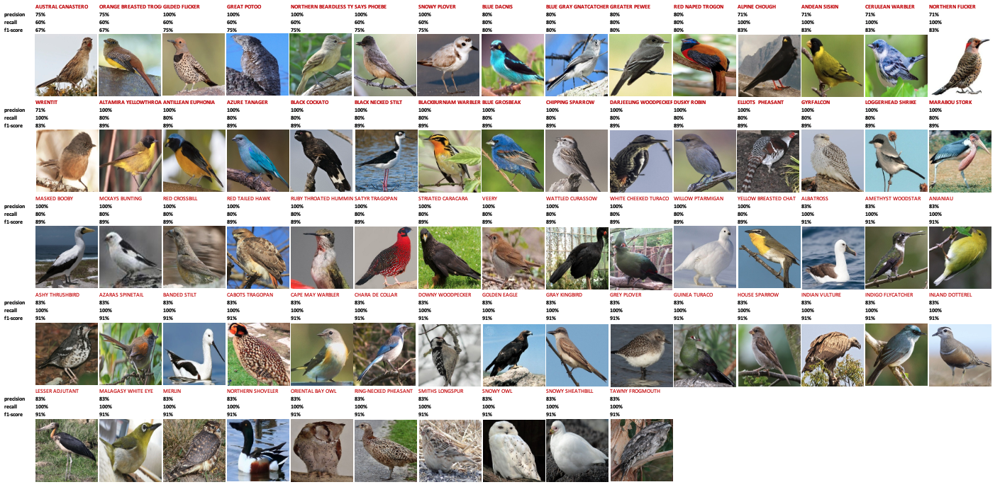 AUSTRAL CANASTERO ORANGE BREASTED TROG GILDED FLICKER GREAT POTOO NORTHERN BEARDLESS TY SAYS PHOEBE SNOWY PLOVER BLUE DACNIS BLUE GRAY GNATCATCHER GREATER PEWEE RED NAPED TROGON ALPINE CHOUGH ANDEAN SISKIN CERULEAN WARBLER NORTHERN FLICKER
precision 75% 75% 100% 100% 100% 100% 100% 80% 80% 80% 80% 71% 71% 71% 71%
recall 60% 60% 60% 60% 60% 60% 60% 80% 80% 80% 80% 100% 100% 100% 100%
f1-score 67% 67% 75% 75% 75% 75% 75% 80% 80% 80% 80% 83% 83% 83% 83%
WRENTIT ALTAMIRA YELLOWTHROA ANTILLEAN EUPHONIA AZURE TANAGER BLACK COCKATO BLACK NECKED STILT BLACKBURNIAM WARBLER BLUE GROSBEAK CHIPPING SPARROW DARJEELING WOODPECKER DUSKY ROBIN ELLIOTS PHEASANT GYRFALCON LOGGERHEAD SHRIKE MARABOU STORK
precision 71% 100% 100% 100% 100% 100% 100% 100% 100% 100% 100% 100% 100% 100% 100%
recall 100% 80% 80% 80% 80% 80% 80% 80% 80% 80% 80% 80% 80% 80% 80%
f1-score 83% 89% 89% 89% 89% 89% 89% 89% 89% 89% 89% 89% 89% 89% 89%
MASKED BOOBY MCKAYS BUNTING RED CROSSBILL RED TAILED HAWK RUBY THROATED HUMMIN SATYR TRAGOPAN STRIATED CARACARA VEERY WATTLED CURASSOW WHITE CHEEKED TURACO WILLOW PTARMIGAN YELLOW BREASTED CHAT ALBATROSS AMETHYST WOODSTAR ANIANIAU
precision 100% 100% 100% 100% 100% 100% 100% 100% 100% 100% 100% 100% 83% 83% 83%
recall 80% 80% 80% 80% 80% 80% 80% 80% 80% 80% 80% 80% 100% 100% 100%
f1-score 89% 89% 89% 89% 89% 89% 89% 89% 89% 89% 89% 89% 91% 91% 91%
ASHY THRUSHBIRD AZARAS SPINETAIL BANDED STILT CABOTS TRAGOPAN CAPE MAY WARBLER CHARA DE COLLAR DOWNY WOODPECKER GOLDEN EAGLE GRAY KINGBIRD GREY PLOVER GUINEA TURACO HOUSE SPARROW INDIAN VULTURE INDIGO FLYCATCHER INLAND DOTTEREL
precision 83% 83% 83% 83% 83% 83% 83% 83% 83% 83% 83% 83% 83% 83% 83%
recall 100% 100% 100% 100% 100% 100% 100% 100% 100% 100% 100% 100% 100% 100% 100%
f1-score 91% 91% 91% 91% 91% 91% 91% 91% 91% 91% 91% 91% 91% 91% 91%
LESSER ADJUTANT MALAGASY WHITE EYE MERLIN NORTHERN SHOVELER ORIENTAL BAY OWL RING-NECKED PHEASANT SMITHS LONGSPUR SNOWY OWL SNOWY SHEATHBILL TAWNY FROGMOUTH
precision 83% 83% 83% 83% 83% 83% 83% 83% 83% 83%
recall 100% 100% 100% 100% 100% 100% 100% 100% 100% 100%
f1-score 91% 91% 91% 91% 91% 91% 91% 91% 91% 91%